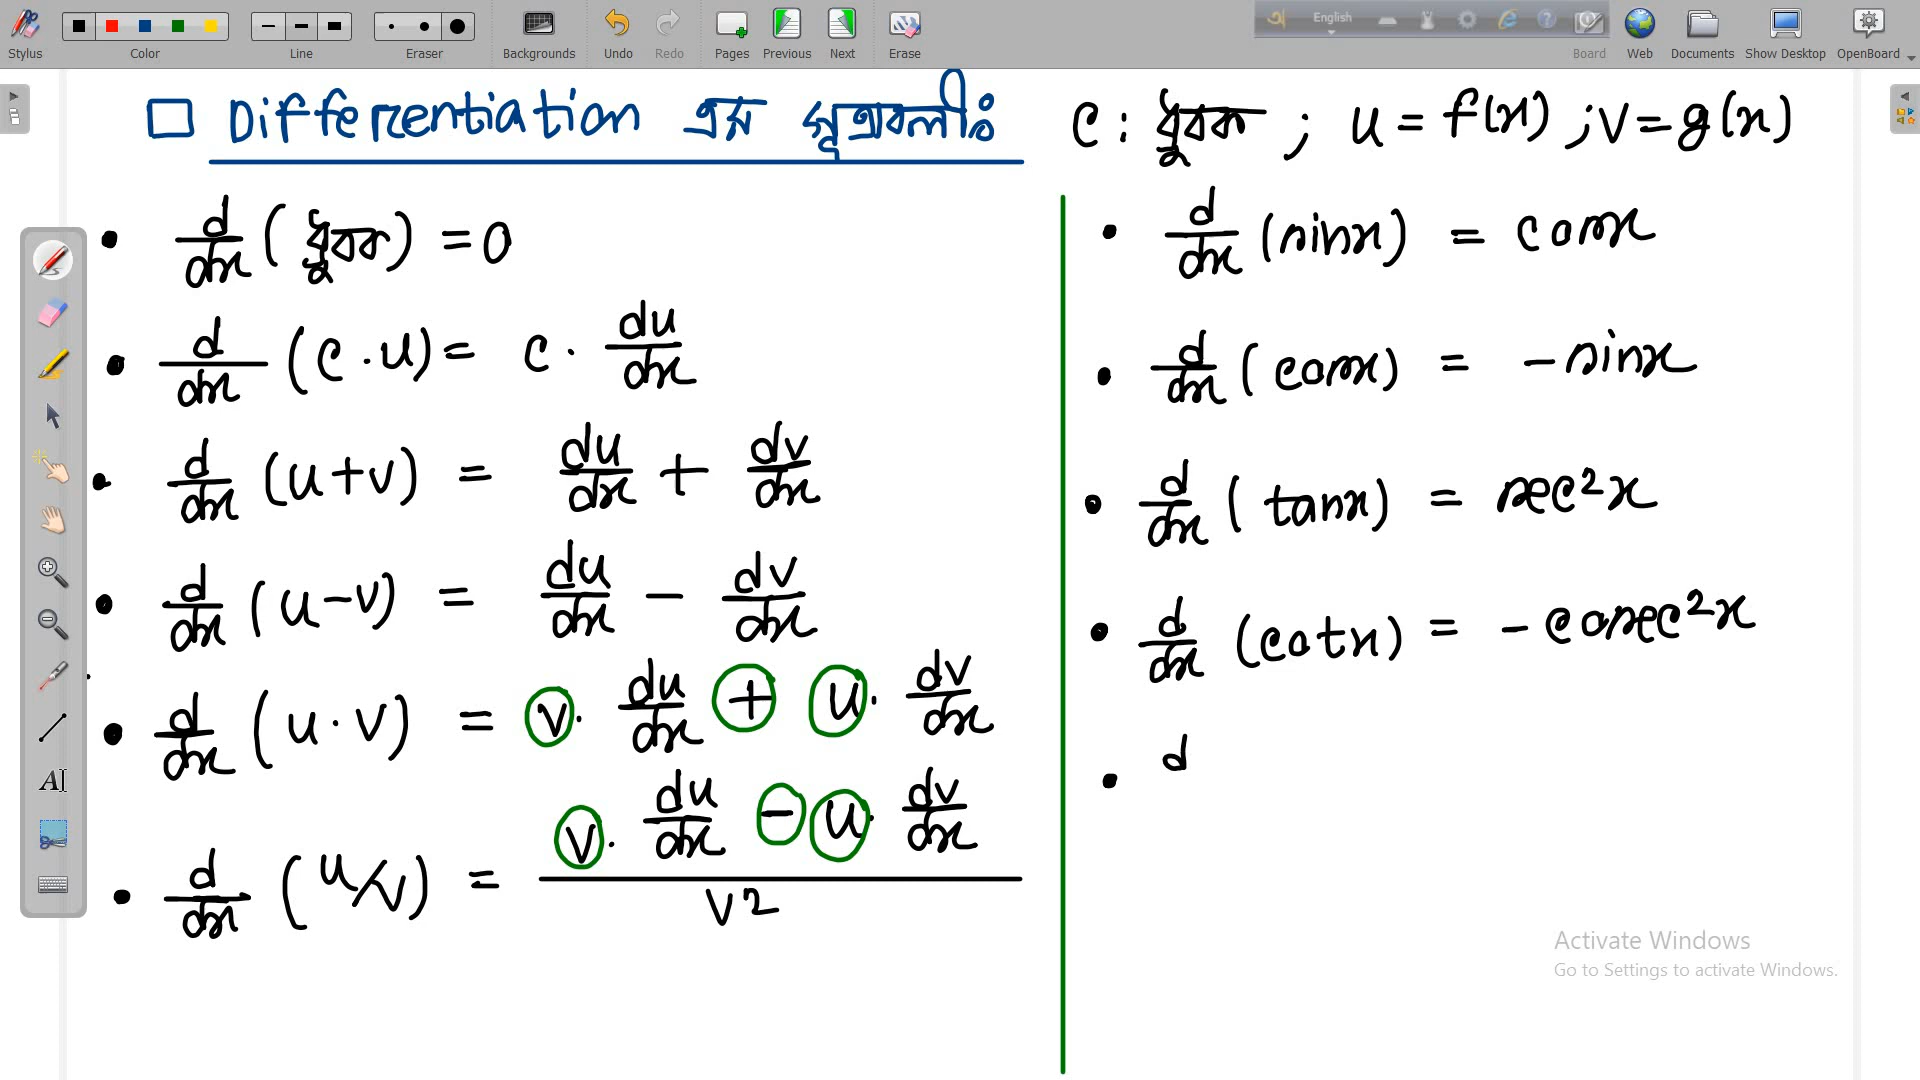 Stylus Color Line Eraser Backgrounds Undo Redo Pages Previous Next Erase English Board Web Documents Show Desktop OpenBoard
□ Differentiation এর সূত্রাবলীঃ
C : ধ্রুবক ; u = f(x) ; v = g(x)
• d/dx (ধ্রুবক) = 0
• d/dx (c . u) = c . du/dx
• d/dx (u+v) = du/dx + dv/dx
• d/dx (u-v) = du/dx - dv/dx
• d/dx (u . v) = v . du/dx + u . dv/dx
• d/dx (u/v) = (v . du/dx - u . dv/dx) / v²
• d/dx (sinx) = cosx
• d/dx (cosx) = -sinx
• d/dx (tanx) = sec²x
• d/dx (cotx) = -cosec²x
• d
Activate Windows
Go to Settings to activate Windows.